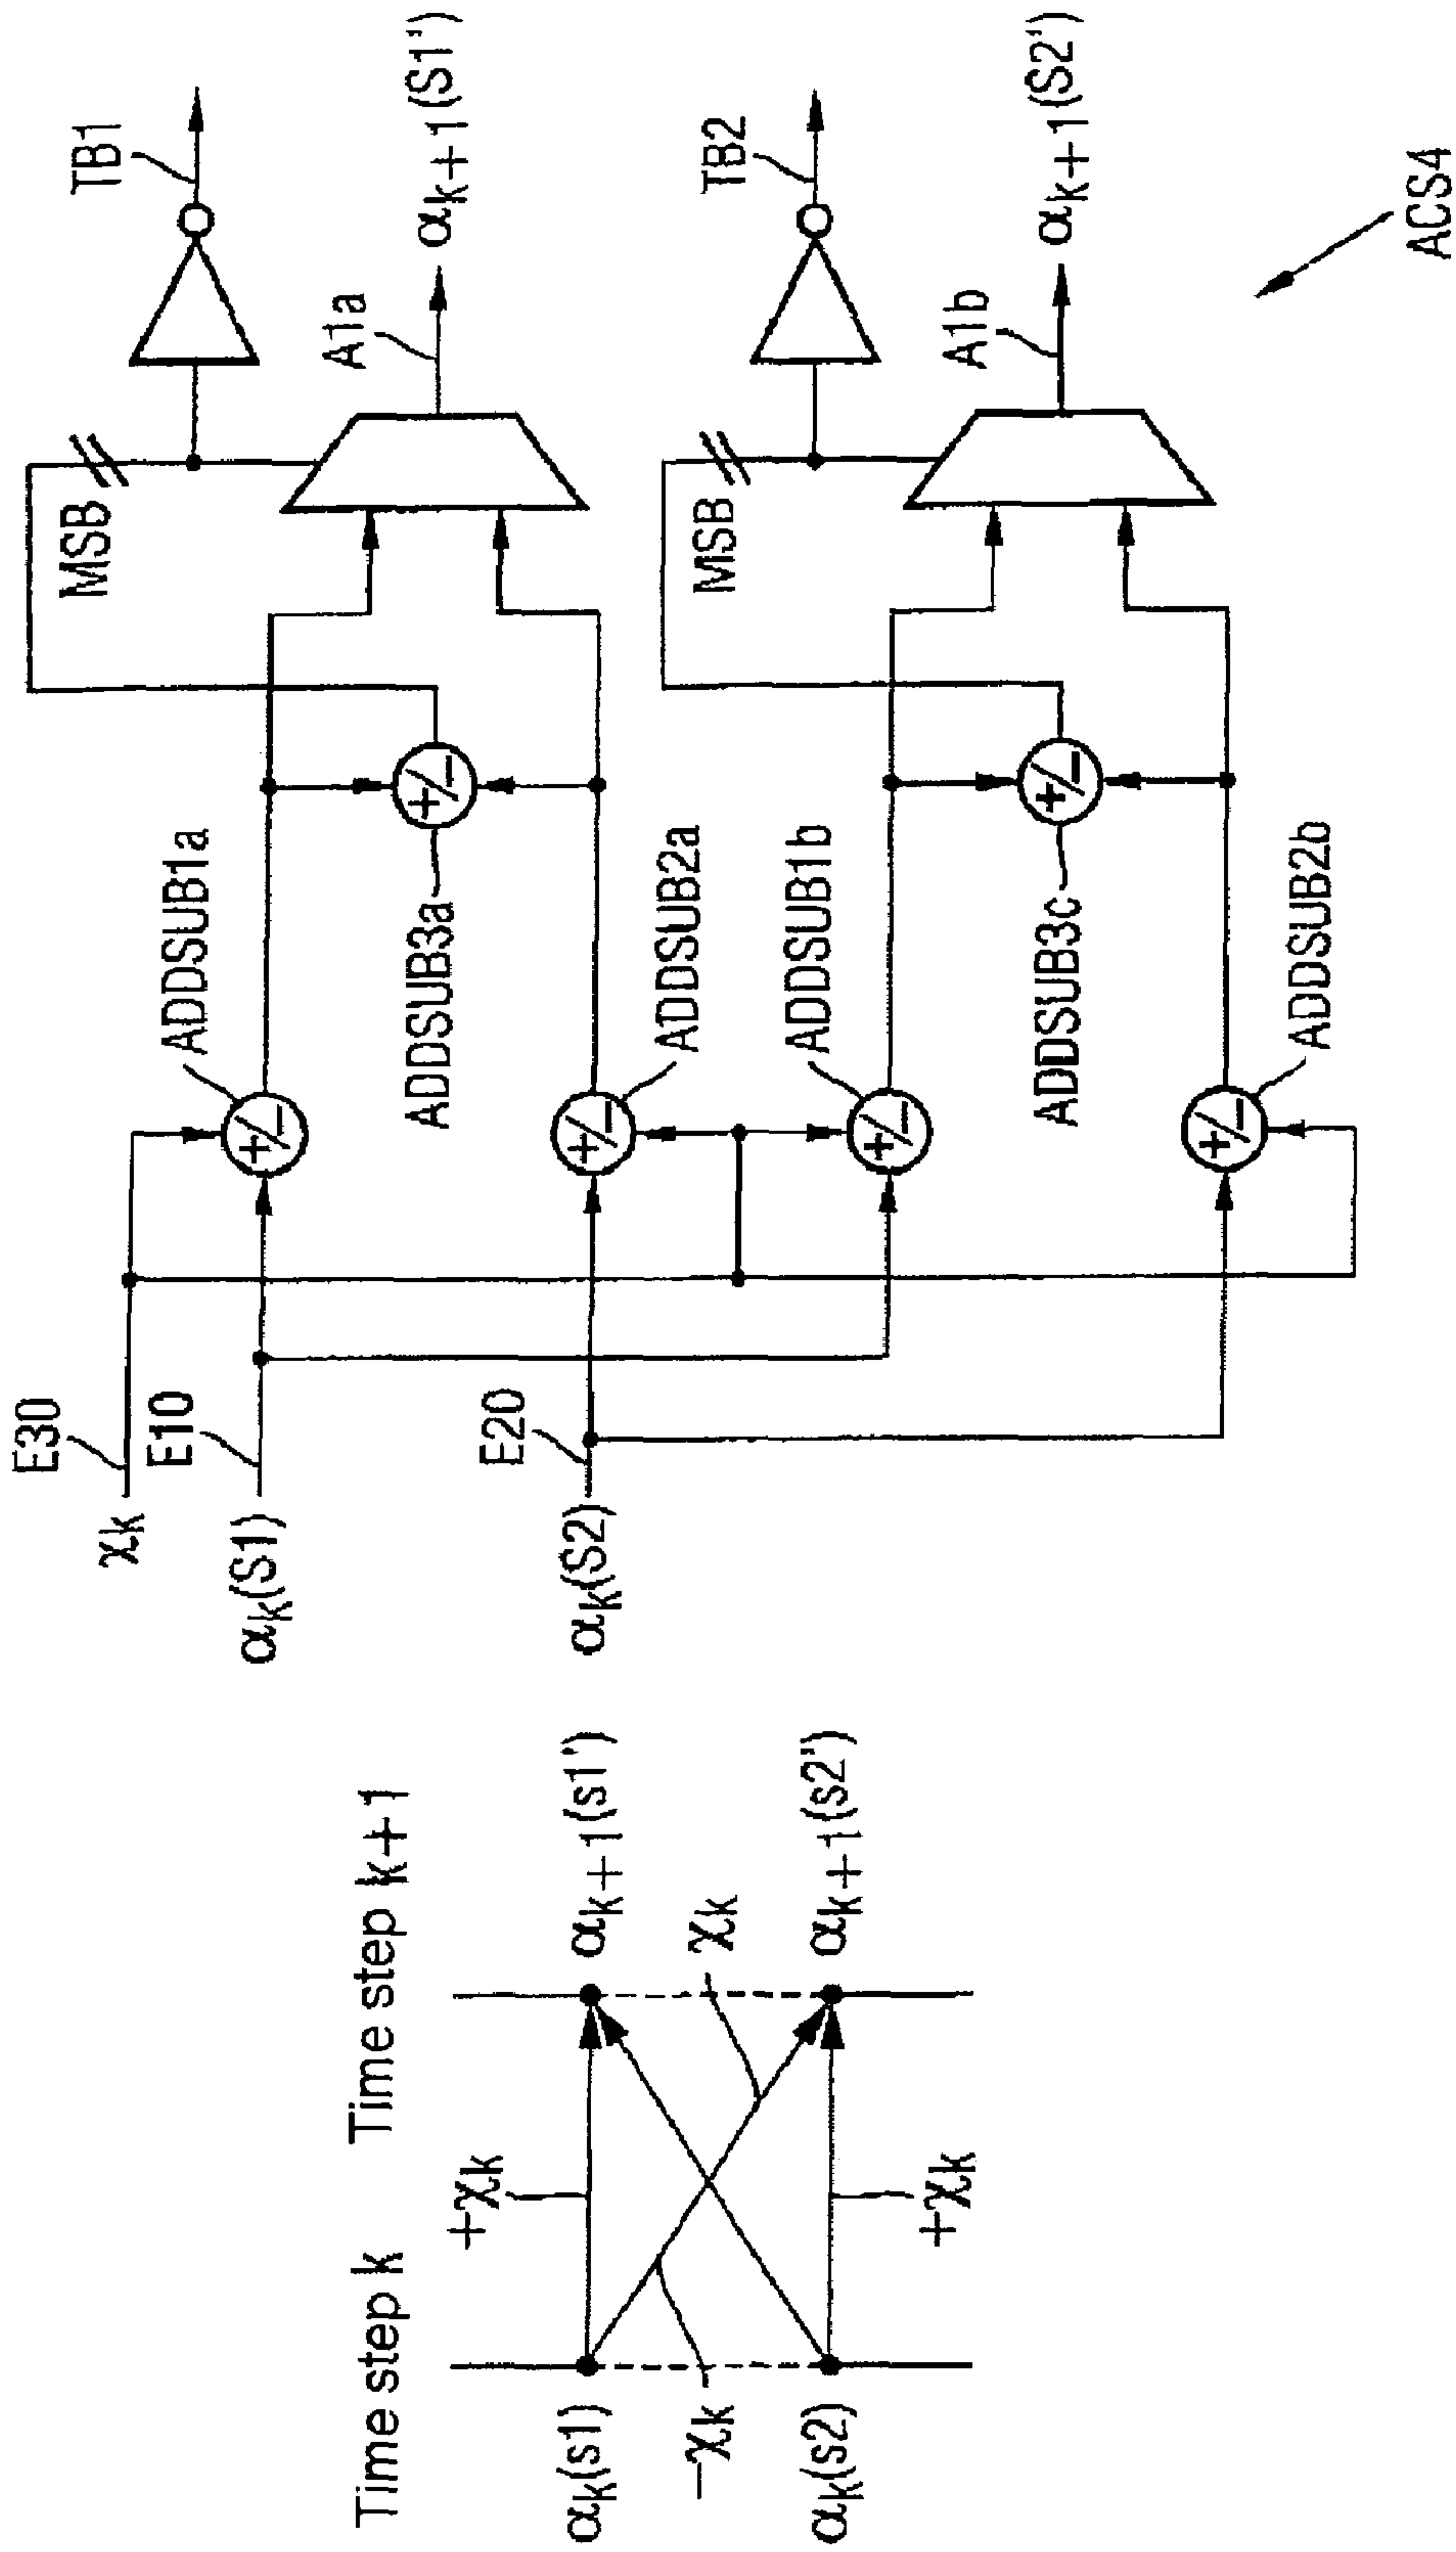 Time step k
Time step k+1
αk(s1)
+χk
αk+1(s1')
−χk
χk
αk(s2)
+χk
αk+1(s2')
χk
E30
αk(S1)
E10
αk(S2)
E20
ADDSUB1a
ADDSUB3a
ADDSUB2a
ADDSUB1b
ADDSUB3c
ADDSUB2b
+/−
+/−
+/−
+/−
+/−
+/−
MSB
TB1
A1a
αk+1(S1')
MSB
TB2
A1b
αk+1(S2')
ACS4